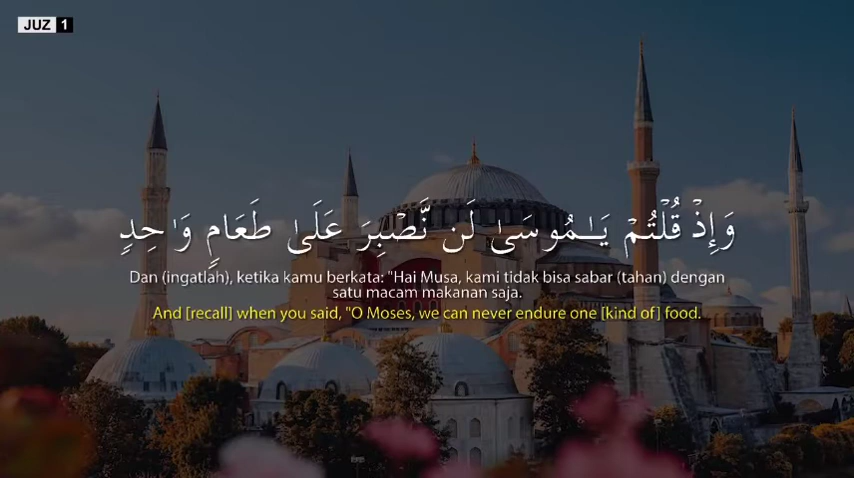 JUZ 1
وَإِذْ قُلْتُمْ يَـٰمُوسَىٰ لَن نَّصْبِرَ عَلَىٰ طَعَامٍ وَٰحِدٍ
Dan (ingatlah), ketika kamu berkata: "Hai Musa, kami tidak bisa sabar (tahan) dengan
satu macam makanan saja.
And [recall] when you said, "O Moses, we can never endure one [kind of] food.